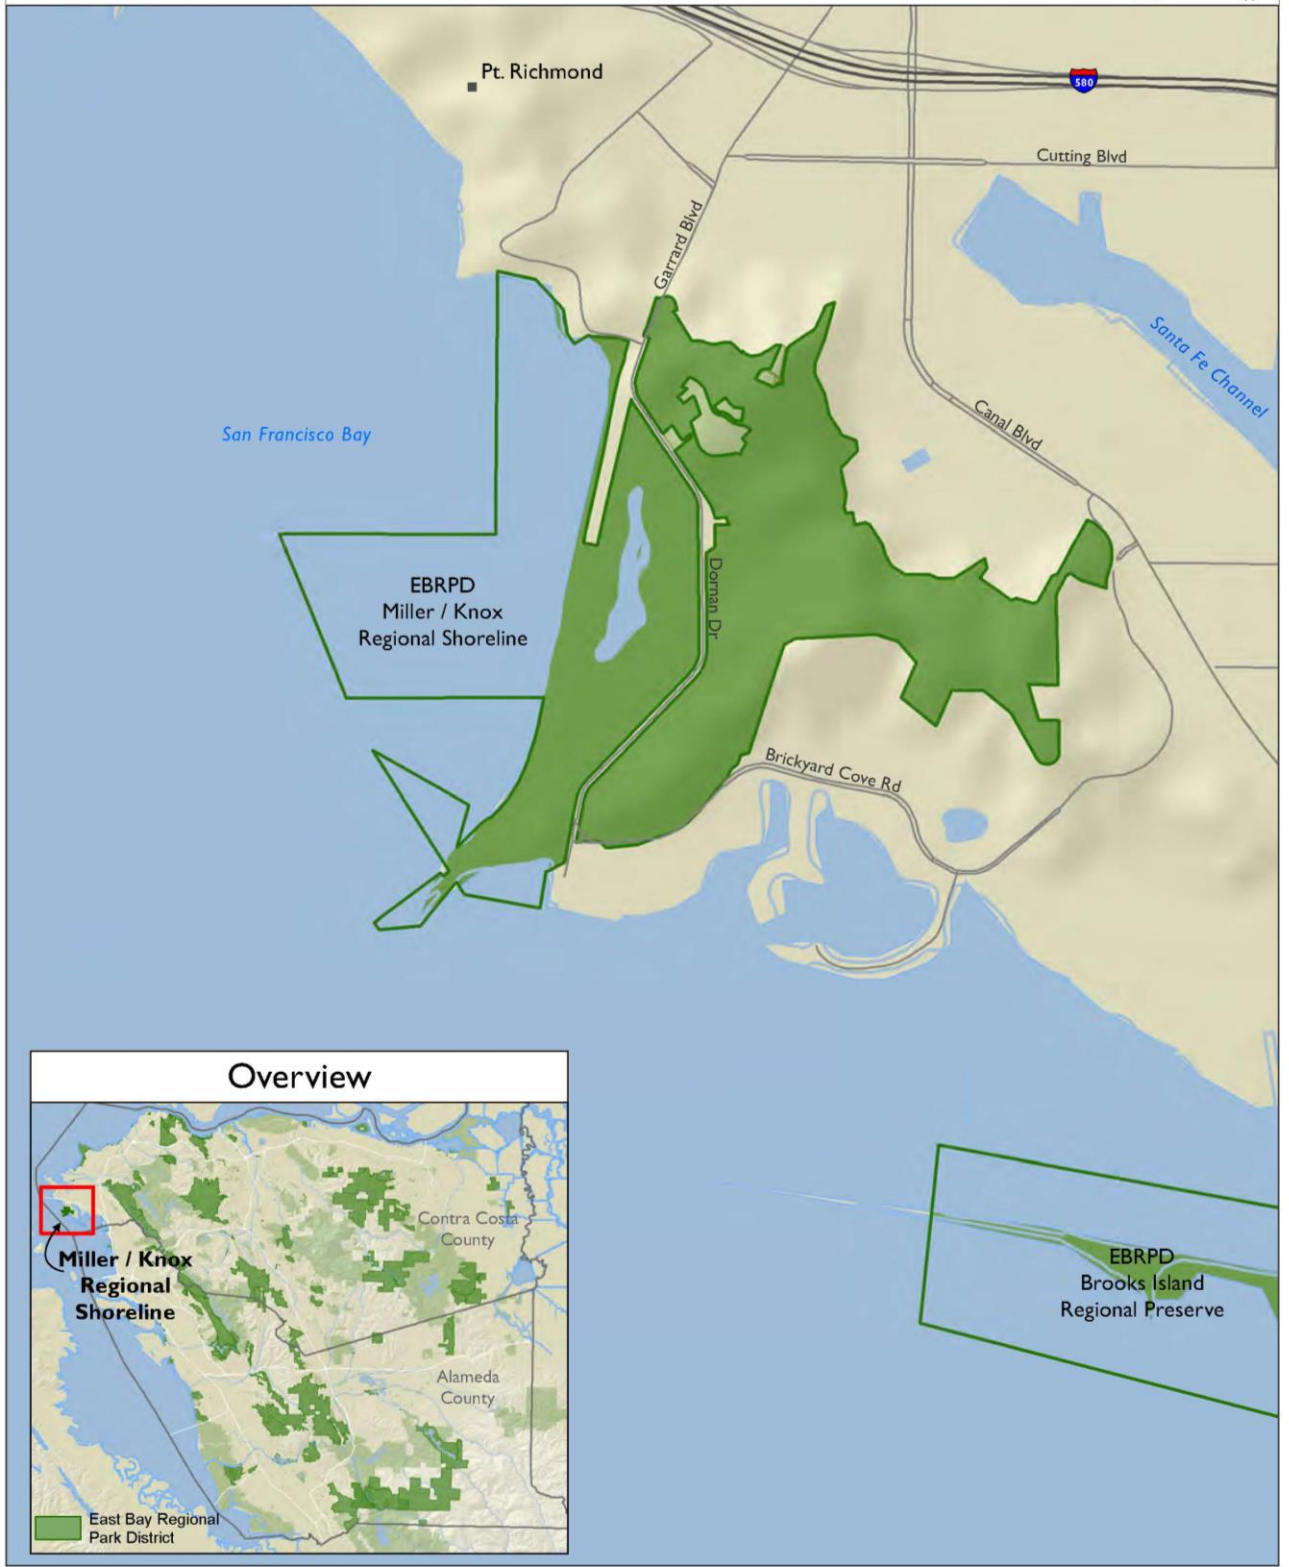 Pt. Richmond
580
Cutting Blvd
Garrard Blvd
Santa Fe Channel
Canal Blvd
San Francisco Bay
EBRPD
Miller / Knox
Regional Shoreline
Dornan Dr
Brickyard Cove Rd
EBRPD
Brooks Island
Regional Preserve
Overview
Contra Costa
County
Miller / Knox
Regional
Shoreline
Alameda
County
East Bay Regional
Park District